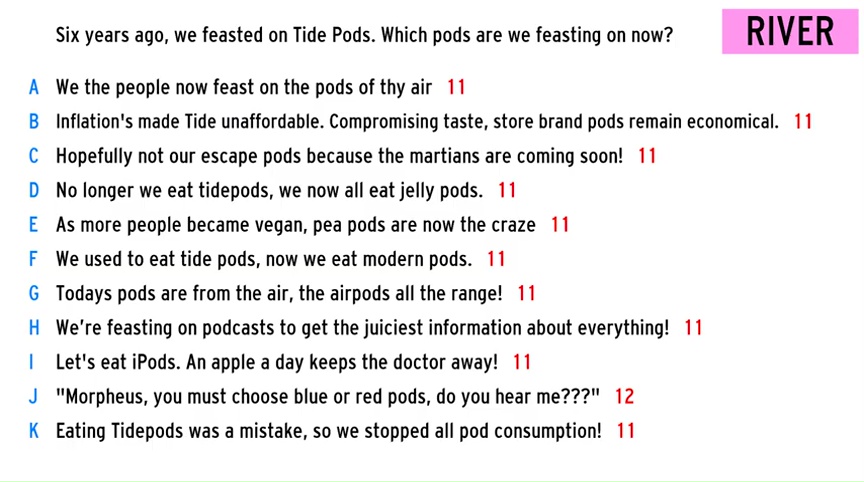 Six years ago, we feasted on Tide Pods. Which pods are we feasting on now?
RIVER
A We the people now feast on the pods of thy air 11
B Inflation's made Tide unaffordable. Compromising taste, store brand pods remain economical. 11
C Hopefully not our escape pods because the martians are coming soon! 11
D No longer we eat tidepods, we now all eat jelly pods. 11
E As more people became vegan, pea pods are now the craze 11
F We used to eat tide pods, now we eat modern pods. 11
G Todays pods are from the air, the airpods all the range! 11
H We're feasting on podcasts to get the juiciest information about everything! 11
I Let's eat iPods. An apple a day keeps the doctor away! 11
J "Morpheus, you must choose blue or red pods, do you hear me???" 12
K Eating Tidepods was a mistake, so we stopped all pod consumption! 11